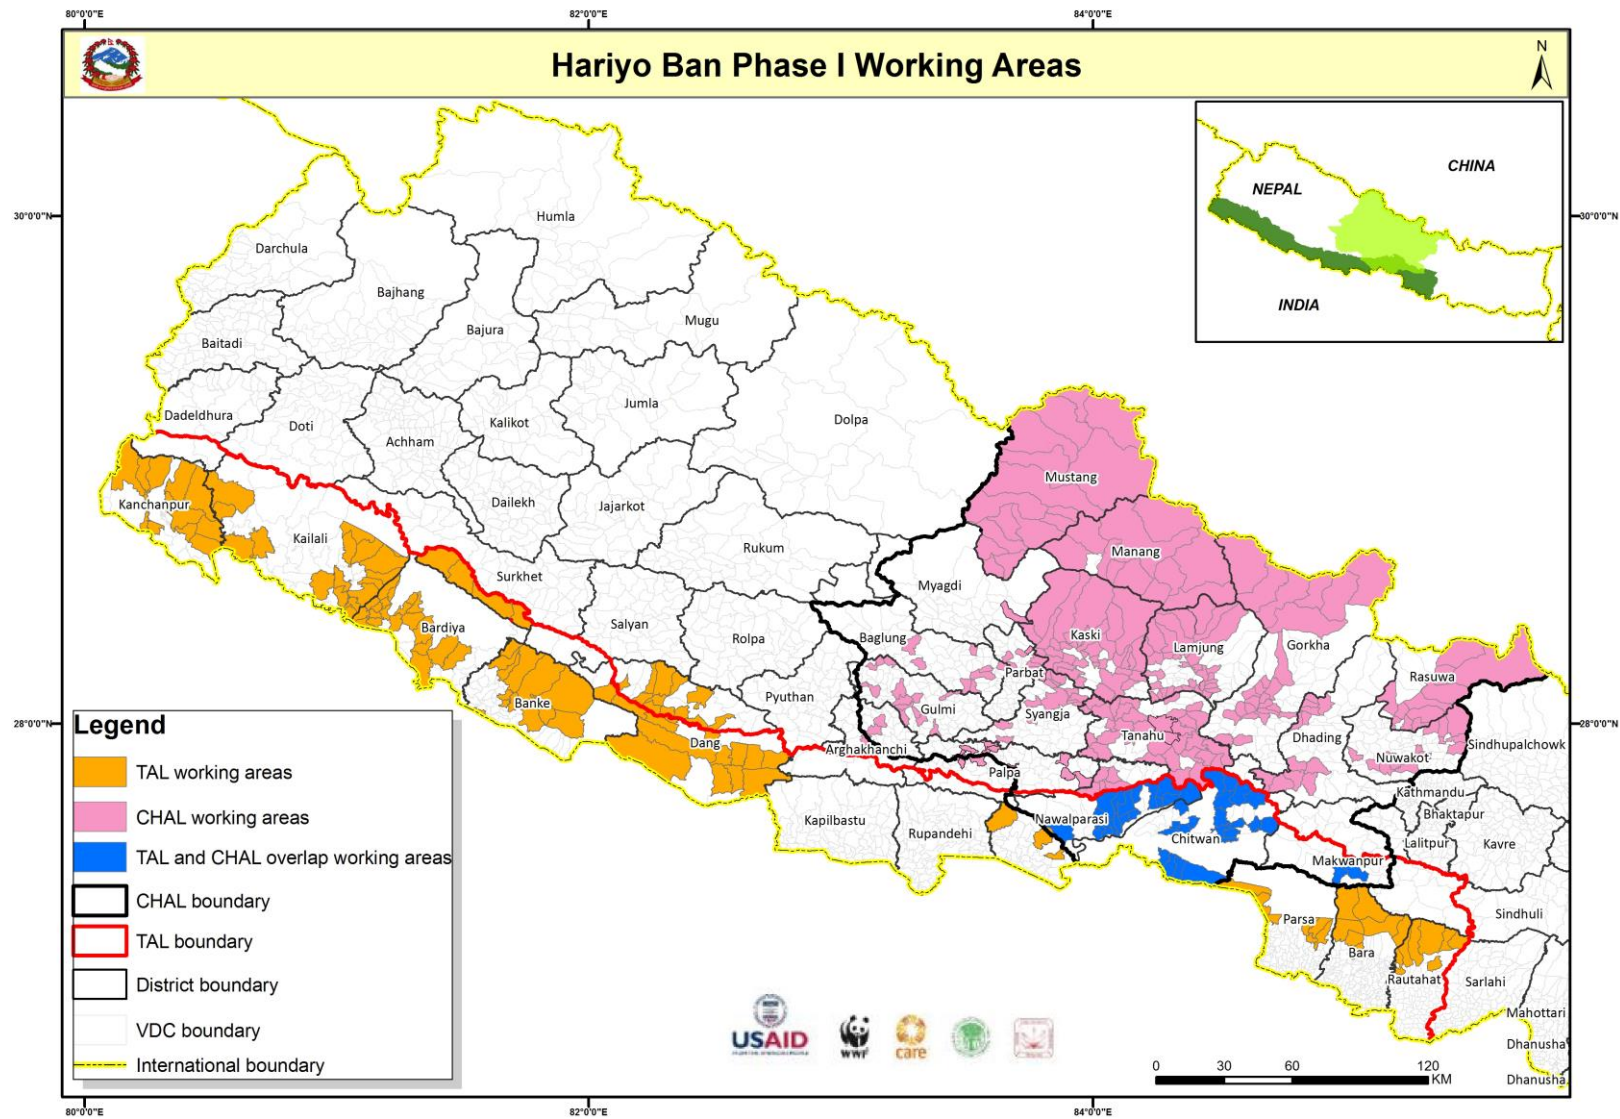 80°0'0"E
82°0'0"E
84°0'0"E
Hariyo Ban Phase I Working Areas
N
CHINA
NEPAL
INDIA
30°0'0"N
30°0'0"N
Humla
Darchula
Bajhang
Mugu
Bajura
Baitadi
Jumla
Dadeldhura
Doti
Kalikot
Dolpa
Achham
Mustang
Kanchanpur
Dailekh
Jajarkot
Kailali
Rukum
Manang
Surkhet
Myagdi
Bardiya
Salyan
Rolpa
Baglung
Kaski
Lamjung
Gorkha
Parbat
Rasuwa
Pyuthan
Banke
Gulmi
Syangja
28°0'0"N
28°0'0"N
Dang
Arghakhanchi
Tanahu
Dhading
Nuwakot
Sindhupalchowk
Palpa
Kathmandu
Kapilbastu
Rupandehi
Nawalparasi
Chitwan
Bhaktapur
Lalitpur
Kavre
Makwanpur
Parsa
Sindhuli
Bara
Rautahat
Sarlahi
Mahottari
Dhanusha
Dhanusha
Legend
TAL working areas
CHAL working areas
TAL and CHAL overlap working areas
CHAL boundary
TAL boundary
District boundary
VDC boundary
International boundary
USAID
WWF
care
0 30 60 120
KM
80°0'0"E
82°0'0"E
84°0'0"E